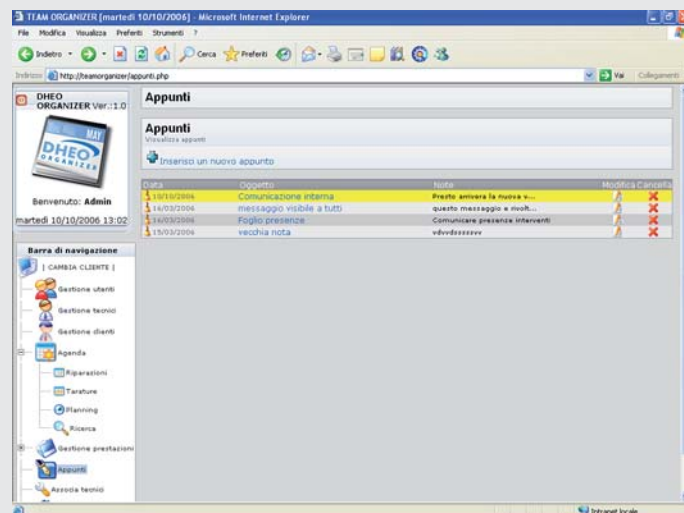 TEAM ORGANIZER [martedì 10/10/2006] - Microsoft Internet Explorer
File Modifica Visualizza Preferiti Strumenti ?
Indietro Cerca Preferiti
Indirizzo http://teamorganizer/appunti.php Vai Collegamenti
DHEO
ORGANIZER Ver.:1.0
MAY
DHEO
ORGANIZER
Benvenuto: Admin
martedì 10/10/2006 13:02
Barra di navigazione
| CAMBIA CLIENTE |
Gestione utenti
Gestione tecnici
Gestione clienti
Agenda
Riparazioni
Tarature
Planning
Ricerca
Gestione prestazioni
Appunti
Associa tecnici
Appunti
Appunti
Visualizza appunti
Inserisci un nuovo appunto
Data Oggetto Note Modifica Cancella
10/10/2006 Comunicazione interna Presto arrivera la nuova v...
16/03/2006 messaggio visibile a tutti questo messaggio e rivolt...
16/03/2006 Foglio presenze Comunicare presenze interventi
15/03/2006 vecchia nota
Intranet locale